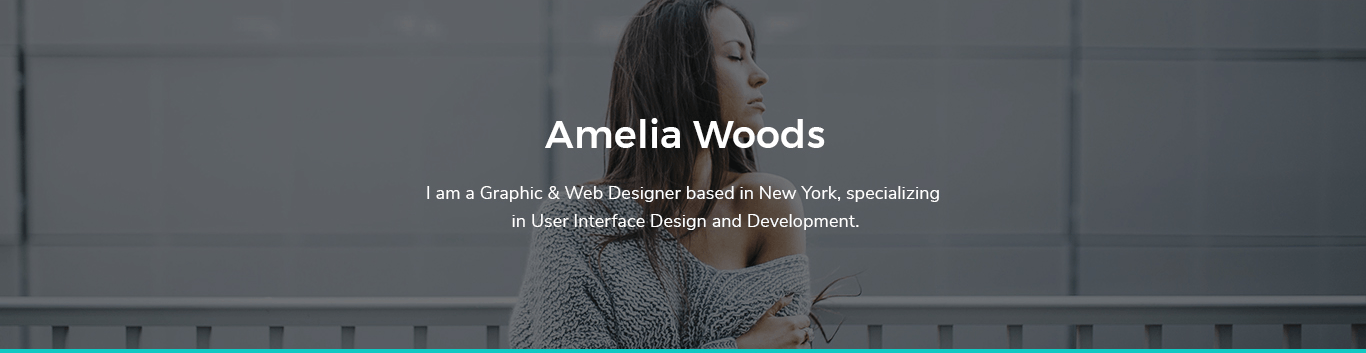 Amelia Woods
I am a Graphic & Web Designer based in New York, specializing
in User Interface Design and Development.